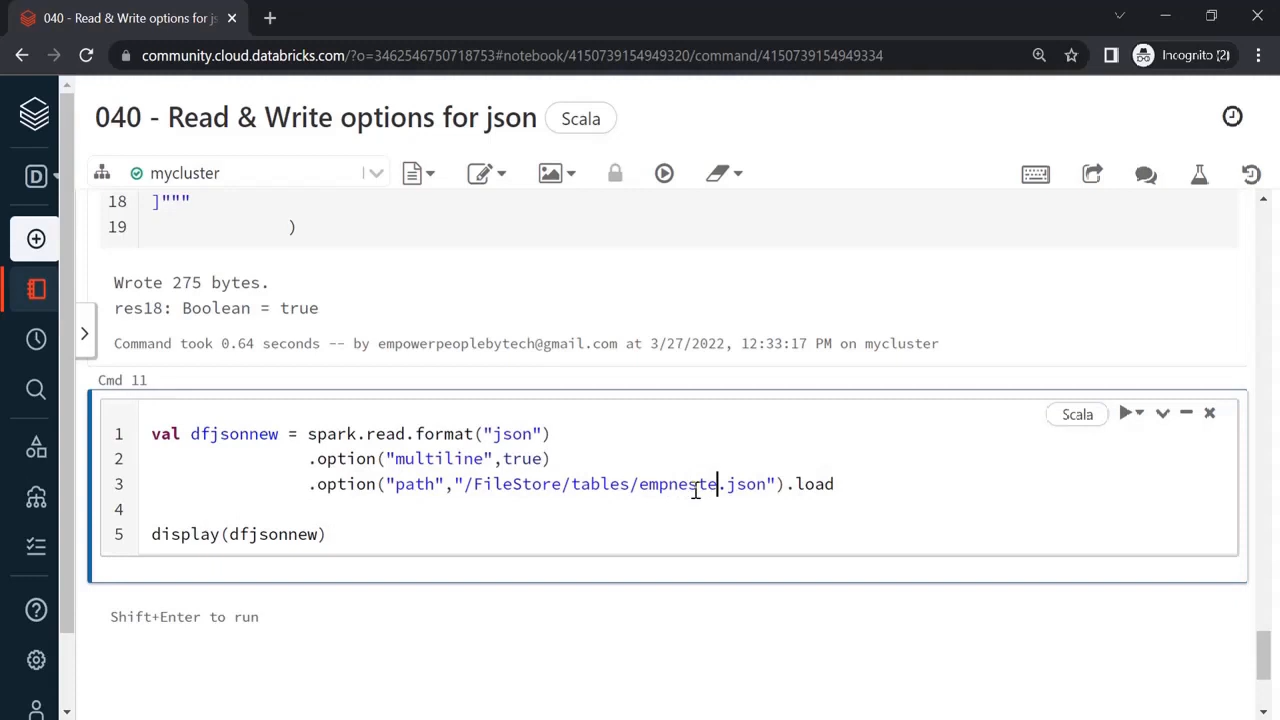 040 - Read & Write options for js
community.cloud.databricks.com/?o=3462546750718753#notebook/4150739154949320/command/4150739154949334
Incognito (2)
040 - Read & Write options for json
Scala
D
mycluster
18 ]"""
19 )
Wrote 275 bytes.
res18: Boolean = true
Command took 0.64 seconds -- by empowerpeoplebytech@gmail.com at 3/27/2022, 12:33:17 PM on mycluster
Cmd 11
Scala
1 val dfjsonnew = spark.read.format("json")
2 .option("multiline",true)
3 .option("path","/FileStore/tables/empneste.json").load
4
5 display(dfjsonnew)
Shift+Enter to run